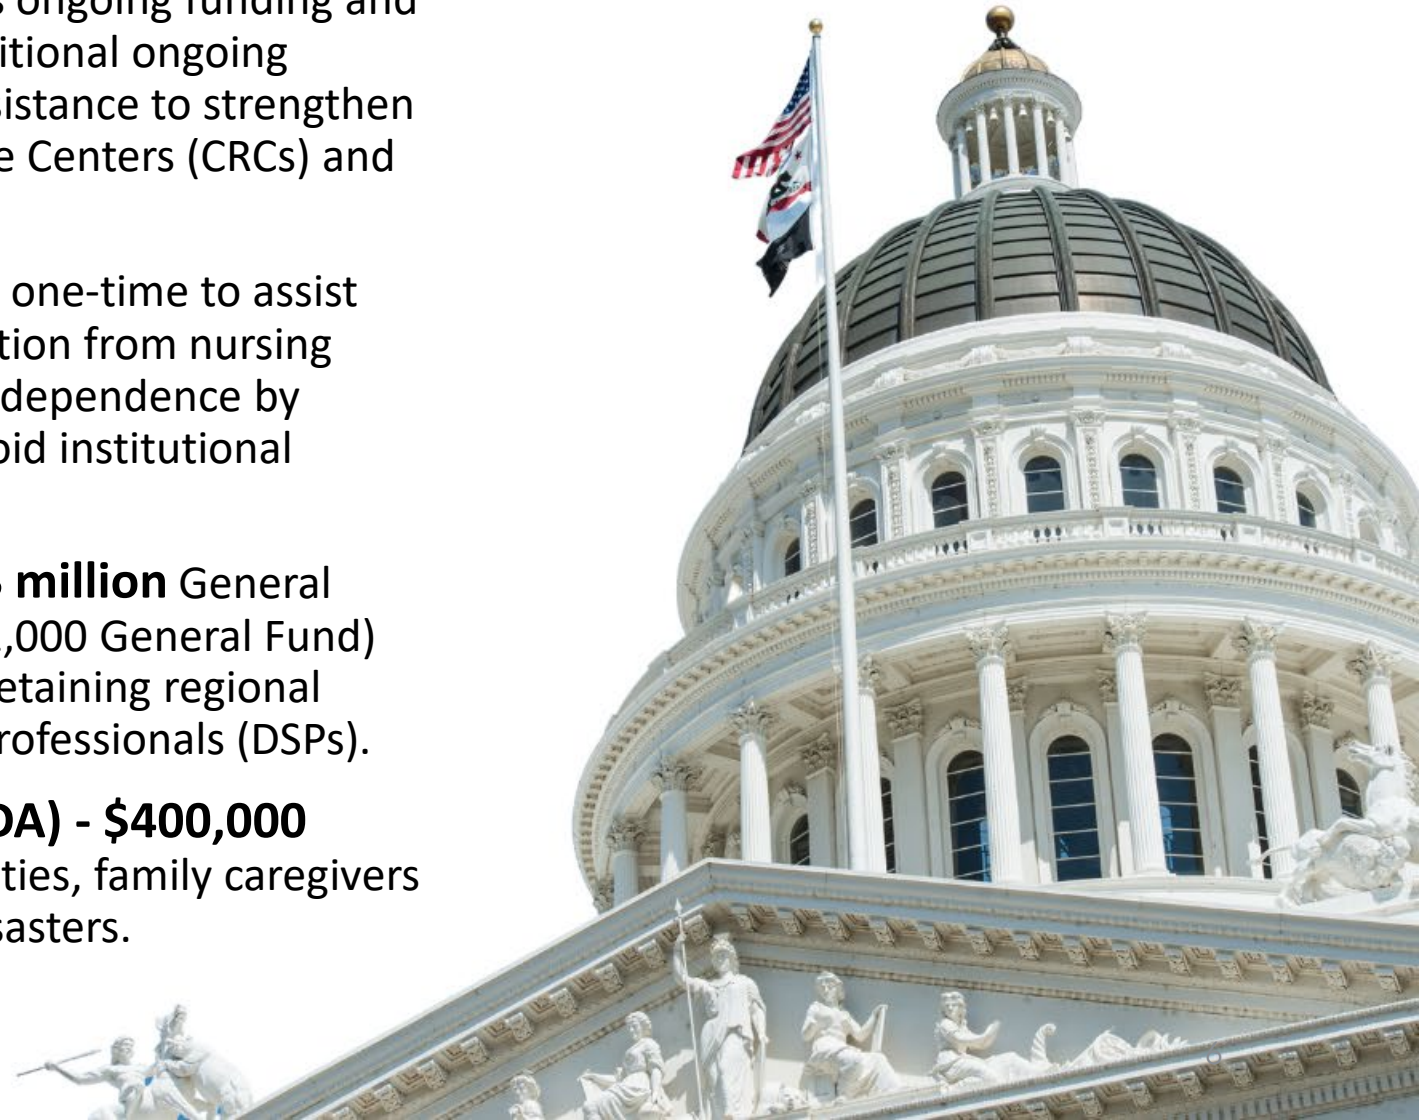 ongoing funding and
itional ongoing
sistance to strengthen
e Centers (CRCs) and
one-time to assist
tion from nursing
dependence by
oid institutional
million General
,000 General Fund)
etaining regional
rofessionals (DSPs).
DA) - $400,000
ties, family caregivers
sasters.